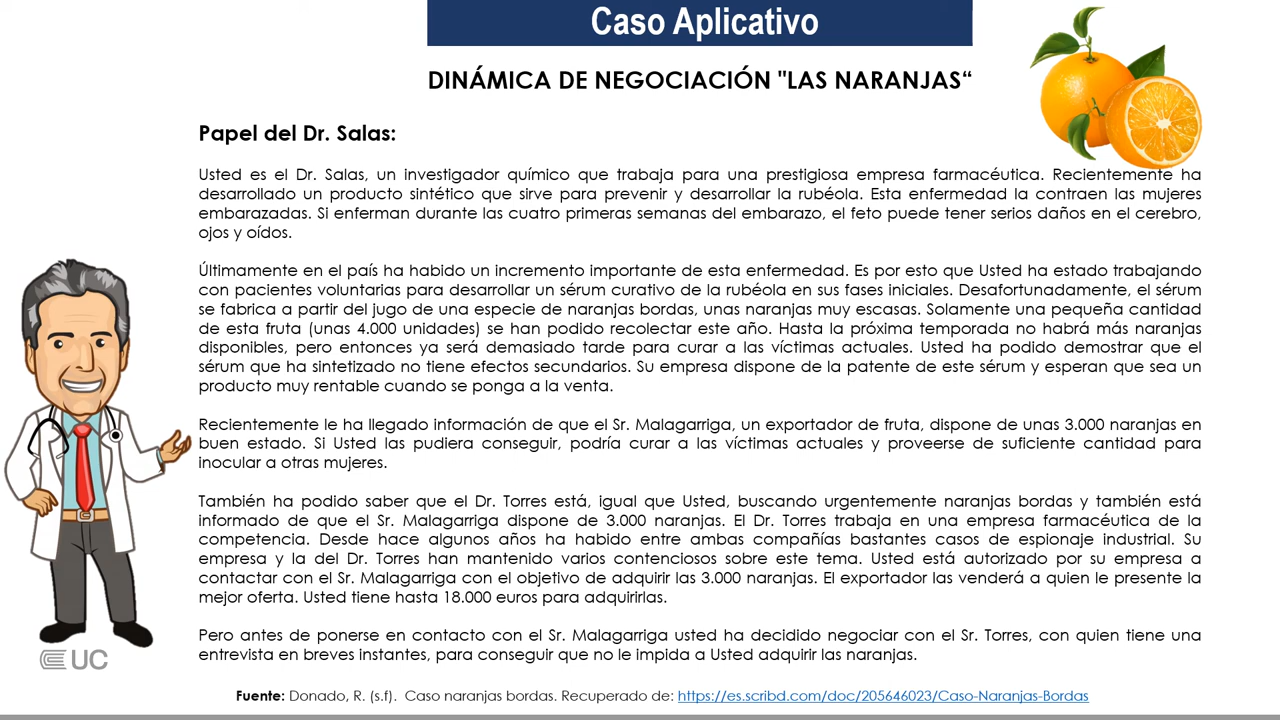 Caso Aplicativo
DINÁMICA DE NEGOCIACIÓN "LAS NARANJAS“
Papel del Dr. Salas:
Usted es el Dr. Salas, un investigador químico que trabaja para una prestigiosa empresa farmacéutica. Recientemente ha
desarrollado un producto sintético que sirve para prevenir y desarrollar la rubéola. Esta enfermedad la contraen las mujeres
embarazadas. Si enferman durante las cuatro primeras semanas del embarazo, el feto puede tener serios daños en el cerebro,
ojos y oídos.
Últimamente en el país ha habido un incremento importante de esta enfermedad. Es por esto que Usted ha estado trabajando
con pacientes voluntarias para desarrollar un sérum curativo de la rubéola en sus fases iniciales. Desafortunadamente, el sérum
se fabrica a partir del jugo de una especie de naranjas bordas, unas naranjas muy escasas. Solamente una pequeña cantidad
de esta fruta (unas 4.000 unidades) se han podido recolectar este año. Hasta la próxima temporada no habrá más naranjas
disponibles, pero entonces ya será demasiado tarde para curar a las víctimas actuales. Usted ha podido demostrar que el
sérum que ha sintetizado no tiene efectos secundarios. Su empresa dispone de la patente de este sérum y esperan que sea un
producto muy rentable cuando se ponga a la venta.
Recientemente le ha llegado información de que el Sr. Malagarriga, un exportador de fruta, dispone de unas 3.000 naranjas en
buen estado. Si Usted las pudiera conseguir, podría curar a las víctimas actuales y proveerse de suficiente cantidad para
inocular a otras mujeres.
También ha podido saber que el Dr. Torres está, igual que Usted, buscando urgentemente naranjas bordas y también está
informado de que el Sr. Malagarriga dispone de 3.000 naranjas. El Dr. Torres trabaja en una empresa farmacéutica de la
competencia. Desde hace algunos años ha habido entre ambas compañías bastantes casos de espionaje industrial. Su
empresa y la del Dr. Torres han mantenido varios contenciosos sobre este tema. Usted está autorizado por su empresa a
contactar con el Sr. Malagarriga con el objetivo de adquirir las 3.000 naranjas. El exportador las venderá a quien le presente la
mejor oferta. Usted tiene hasta 18.000 euros para adquirirlas.
Pero antes de ponerse en contacto con el Sr. Malagarriga usted ha decidido negociar con el Sr. Torres, con quien tiene una
entrevista en breves instantes, para conseguir que no le impida a Usted adquirir las naranjas.
UC
Fuente: Donado, R. (s.f). Caso naranjas bordas. Recuperado de: https://es.scribd.com/doc/205646023/Caso-Naranjas-Bordas